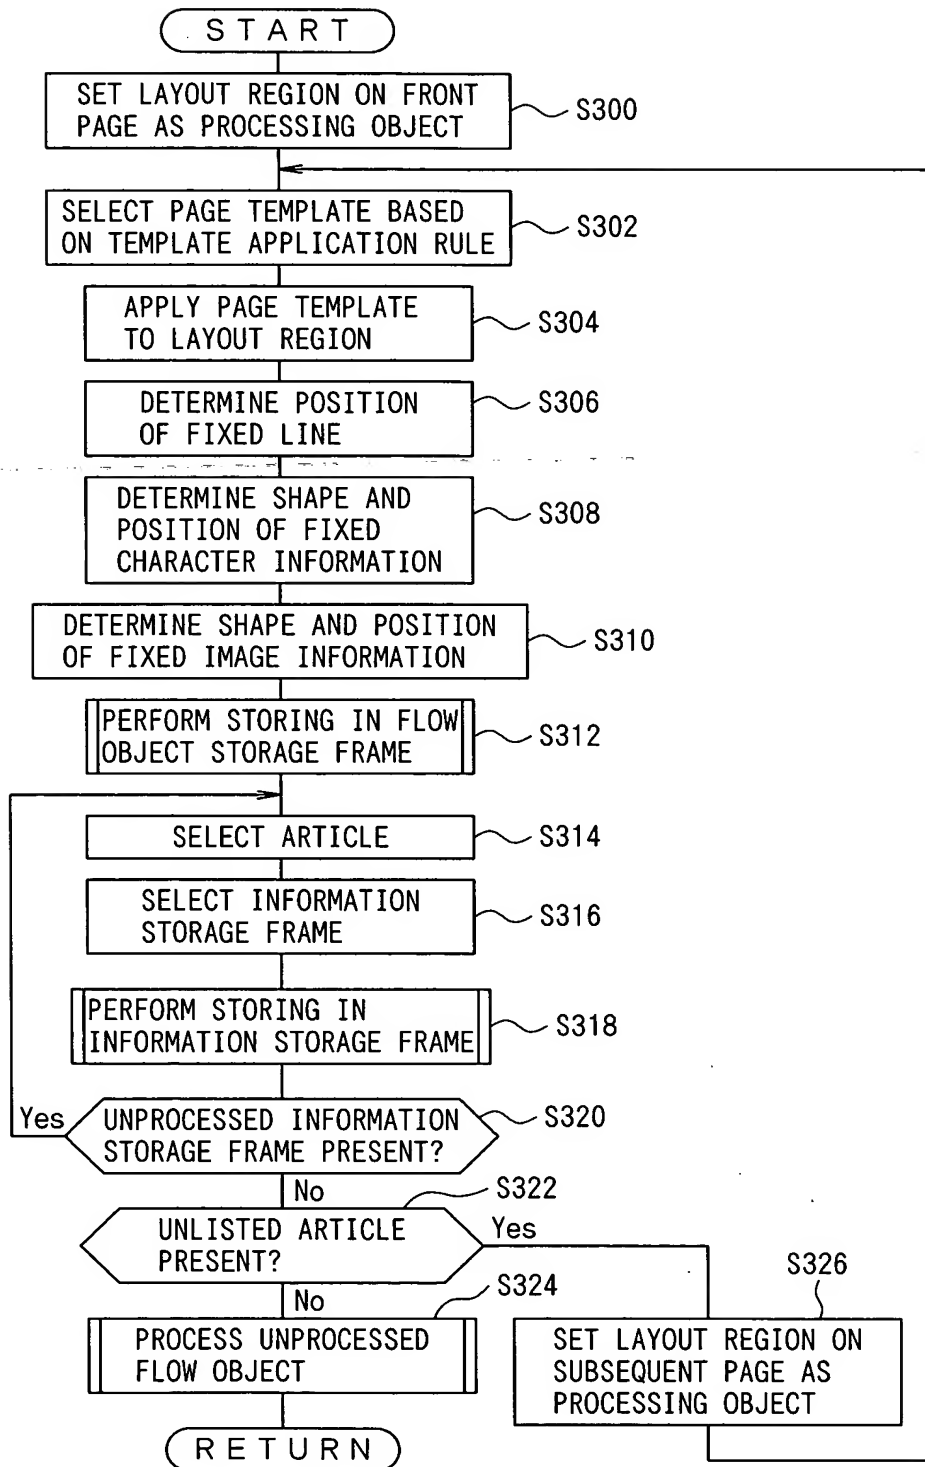 START
SET LAYOUT REGION ON FRONT
PAGE AS PROCESSING OBJECT
S300
SELECT PAGE TEMPLATE BASED
ON TEMPLATE APPLICATION RULE
S302
APPLY PAGE TEMPLATE
TO LAYOUT REGION
S304
DETERMINE POSITION
OF FIXED LINE
S306
DETERMINE SHAPE AND
POSITION OF FIXED
CHARACTER INFORMATION
S308
DETERMINE SHAPE AND POSITION
OF FIXED IMAGE INFORMATION
S310
PERFORM STORING IN FLOW
OBJECT STORAGE FRAME
S312
SELECT ARTICLE
S314
SELECT INFORMATION
STORAGE FRAME
S316
PERFORM STORING IN
INFORMATION STORAGE FRAME
S318
Yes
UNPROCESSED INFORMATION
STORAGE FRAME PRESENT?
S320
No
S322
UNLISTED ARTICLE
PRESENT?
Yes
No
S324
PROCESS UNPROCESSED
FLOW OBJECT
S326
SET LAYOUT REGION ON
SUBSEQUENT PAGE AS
PROCESSING OBJECT
RETURN